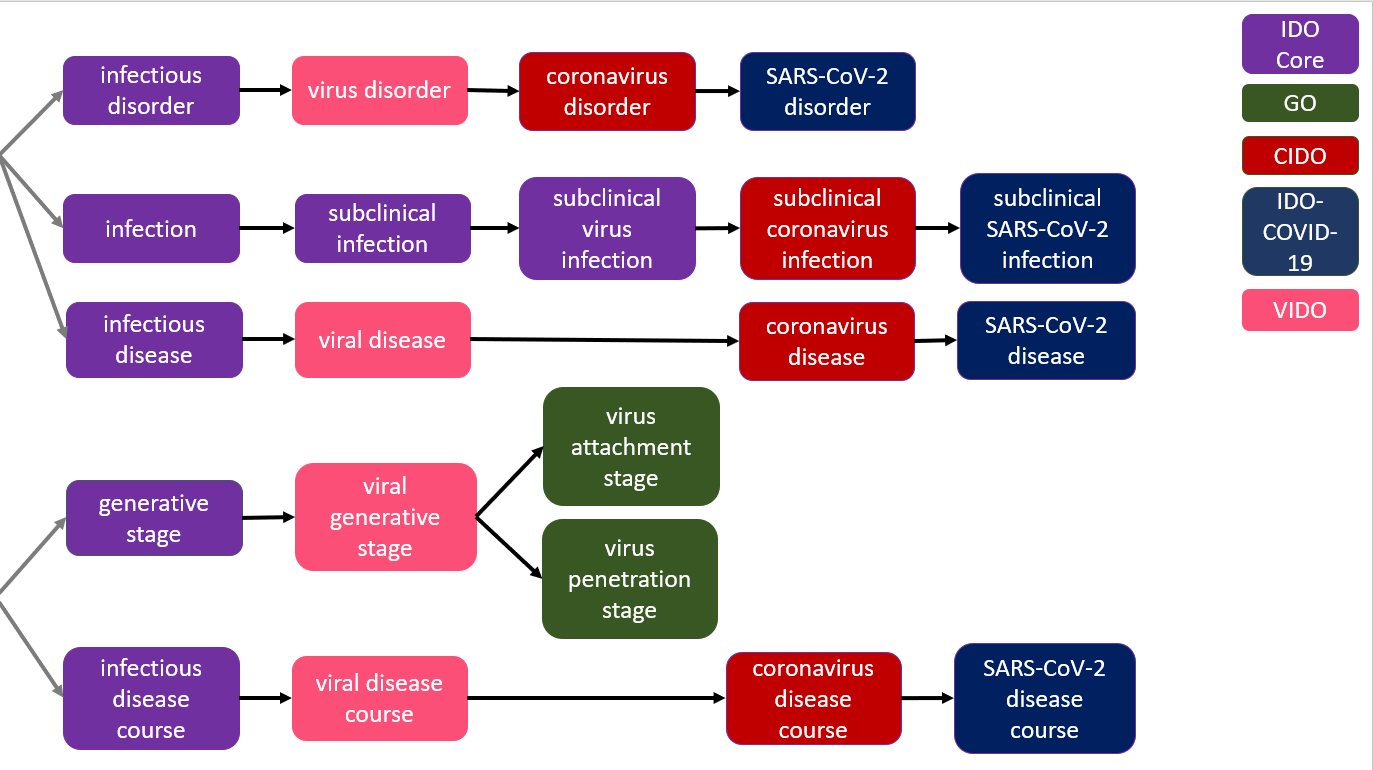 infectious
disorder
virus disorder
coronavirus
disorder
SARS-CoV-2
disorder
infection
subclinical
infection
subclinical
virus
infection
subclinical
coronavirus
infection
subclinical
SARS-CoV-2
infection
infectious
disease
viral disease
coronavirus
disease
SARS-CoV-2
disease
generative
stage
viral
generative
stage
virus
attachment
stage
virus
penetration
stage
infectious
disease
course
viral disease
course
coronavirus
disease
course
SARS-CoV-2
disease
course
IDO
Core
GO
CIDO
IDO-
COVID-
19
VIDO